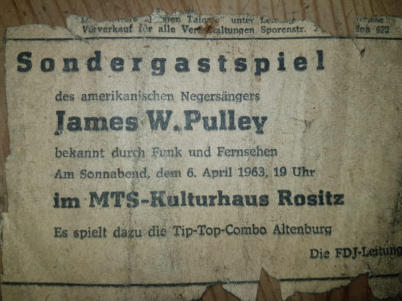 unter
Vorverkauf für alle Veranstaltungen Sporenstr.
Sondergastspiel
des amerikanischen Negersängers
James W. Pulley
bekannt durch Funk und Fernsehen
Am Sonnabend, dem 6. April 1963, 19 Uhr
im MTS-Kulturhaus Rositz
Es spielt dazu die Tip-Top-Combo Altenburg
Die FDJ-Leitung